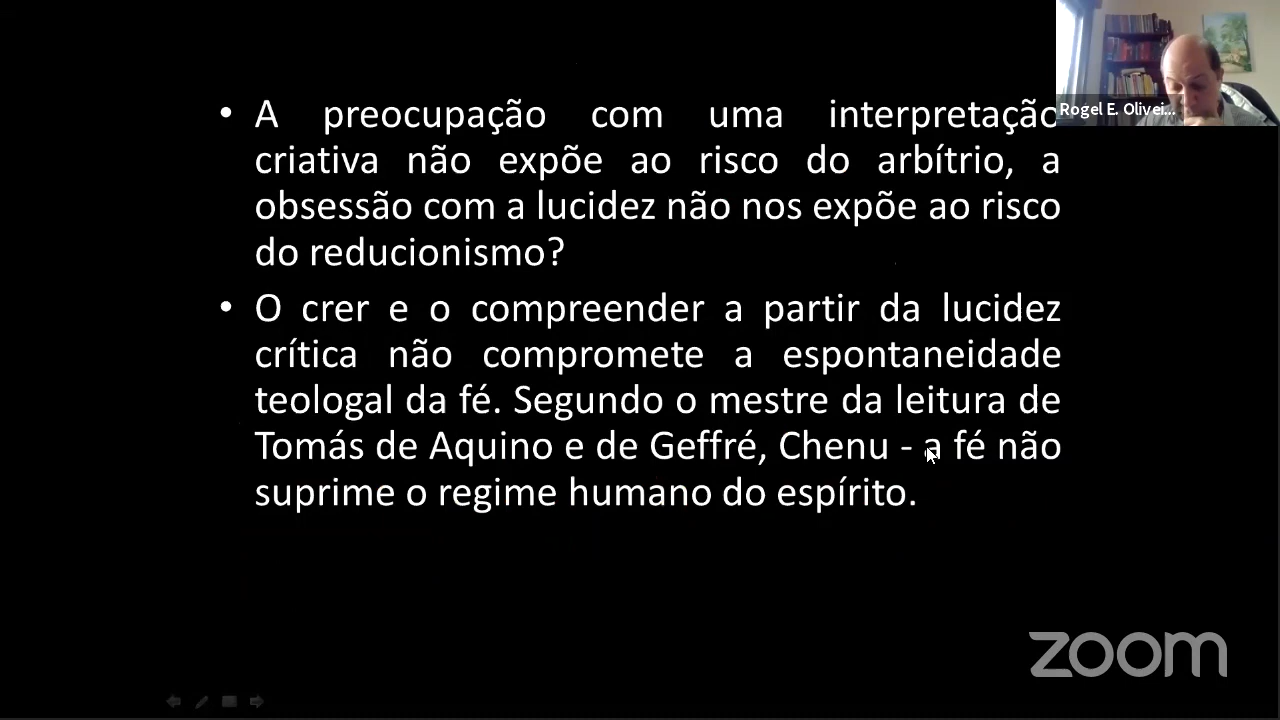 • A preocupação com uma interpretação
criativa não expõe ao risco do arbítrio, a
obsessão com a lucidez não nos expõe ao risco
do reducionismo?
• O crer e o compreender a partir da lucidez
crítica não compromete a espontaneidade
teologal da fé. Segundo o mestre da leitura de
Tomás de Aquino e de Geffré, Chenu - a fé não
suprime o regime humano do espírito.
Rogel E. Olivei...
zoom